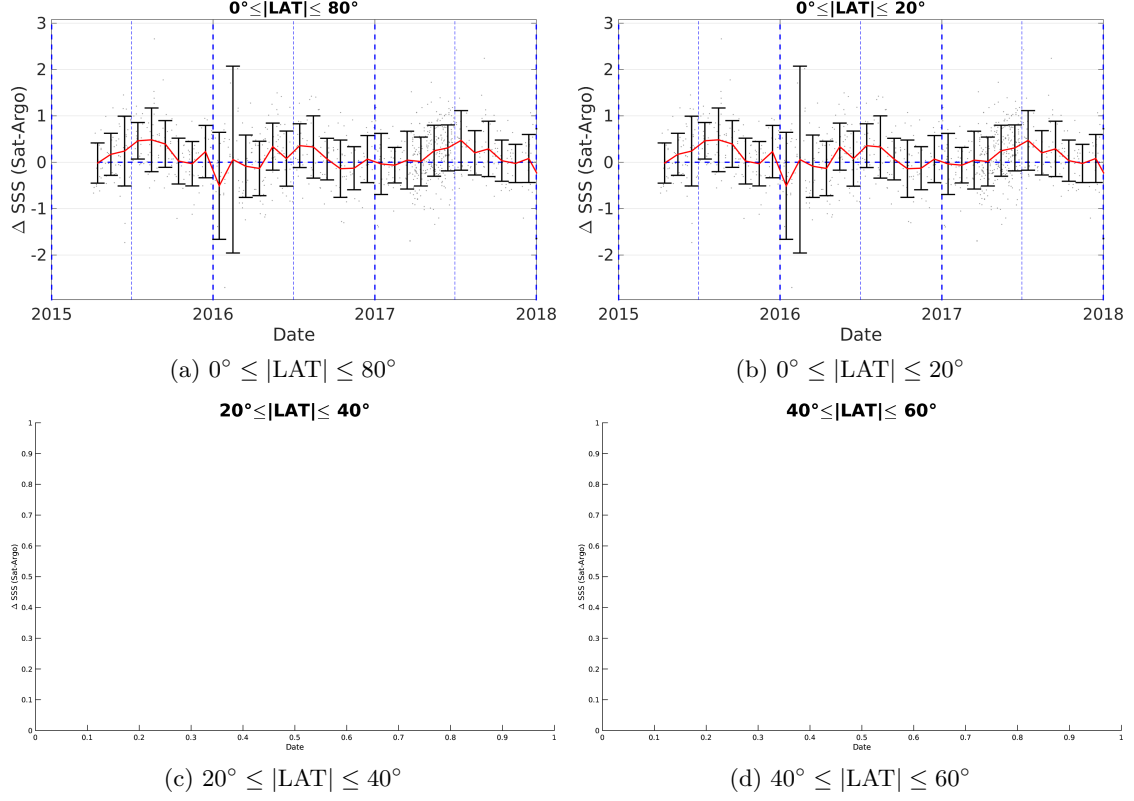 0°≤|LAT|≤ 80°
3
2
1
0
-1
-2
Δ SSS (Sat-Argo)
2015 2016 2017 2018
Date
(a) 0° ≤ |LAT| ≤ 80°
0°≤|LAT|≤ 20°
3
2
1
0
-1
-2
Δ SSS (Sat-Argo)
2015 2016 2017 2018
Date
(b) 0° ≤ |LAT| ≤ 20°
20°≤|LAT|≤ 40°
1
0.9
0.8
0.7
0.6
0.5
0.4
0.3
0.2
0.1
0
Δ SSS (Sat-Argo)
0 0.1 0.2 0.3 0.4 0.5 0.6 0.7 0.8 0.9 1
Date
(c) 20° ≤ |LAT| ≤ 40°
40°≤|LAT|≤ 60°
1
0.9
0.8
0.7
0.6
0.5
0.4
0.3
0.2
0.1
0
Δ SSS (Sat-Argo)
0 0.1 0.2 0.3 0.4 0.5 0.6 0.7 0.8 0.9 1
Date
(d) 40° ≤ |LAT| ≤ 60°